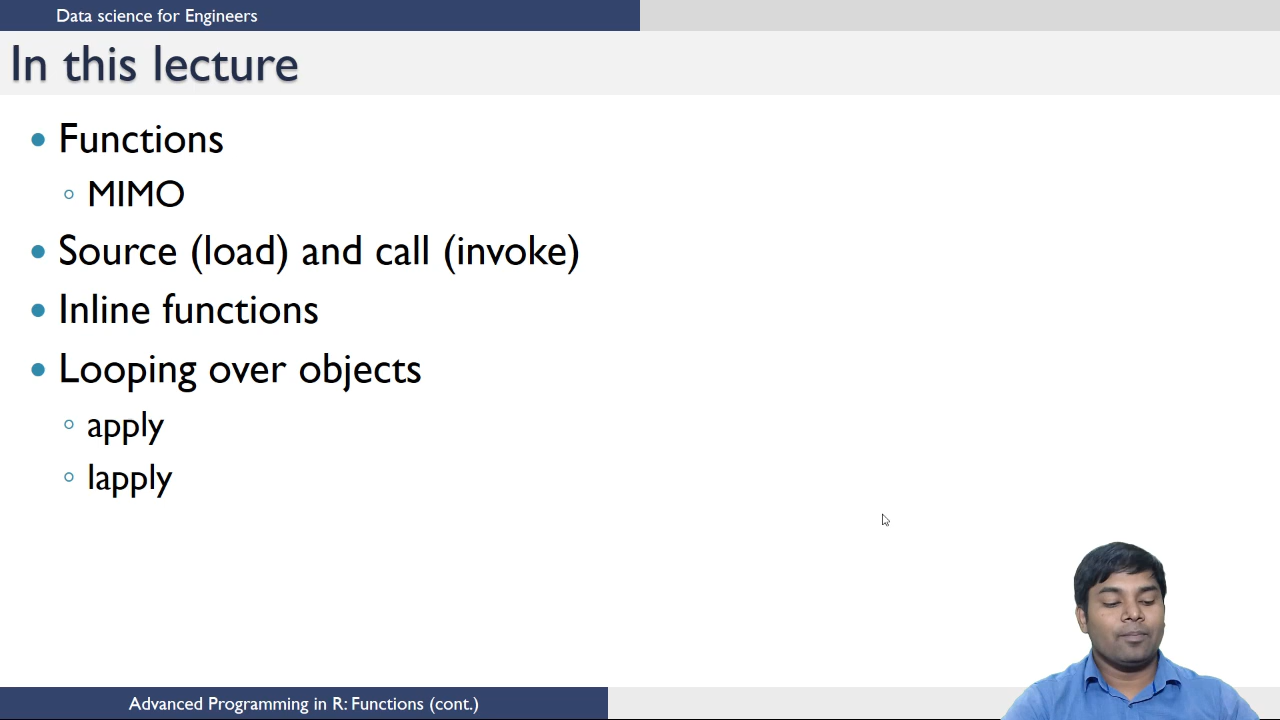 Data science for Engineers
In this lecture
Functions
MIMO
Source (load) and call (invoke)
Inline functions
Looping over objects
apply
lapply
Advanced Programming in R: Functions (cont.)